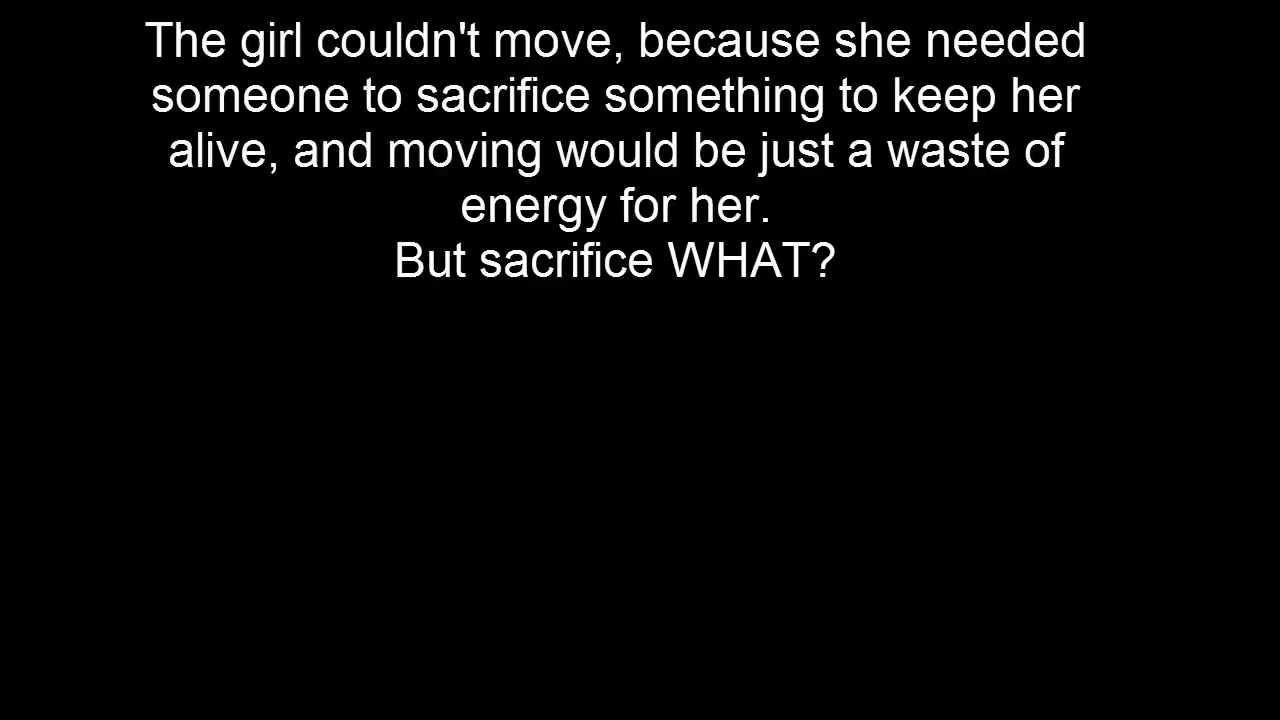 The girl couldn't move, because she needed
someone to sacrifice something to keep her
alive, and moving would be just a waste of
energy for her.
But sacrifice WHAT?